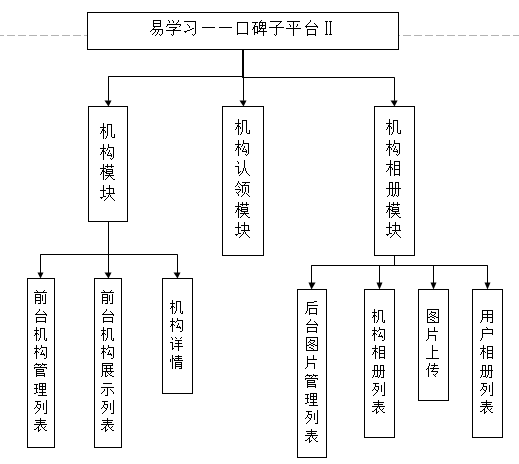 易学习——口碑子平台Ⅱ
机构模块
机构认领模块
机构相册模块
前台机构管理列表
前台机构展示列表
机构详情
后台图片管理列表
机构相册列表
图片上传
用户相册列表